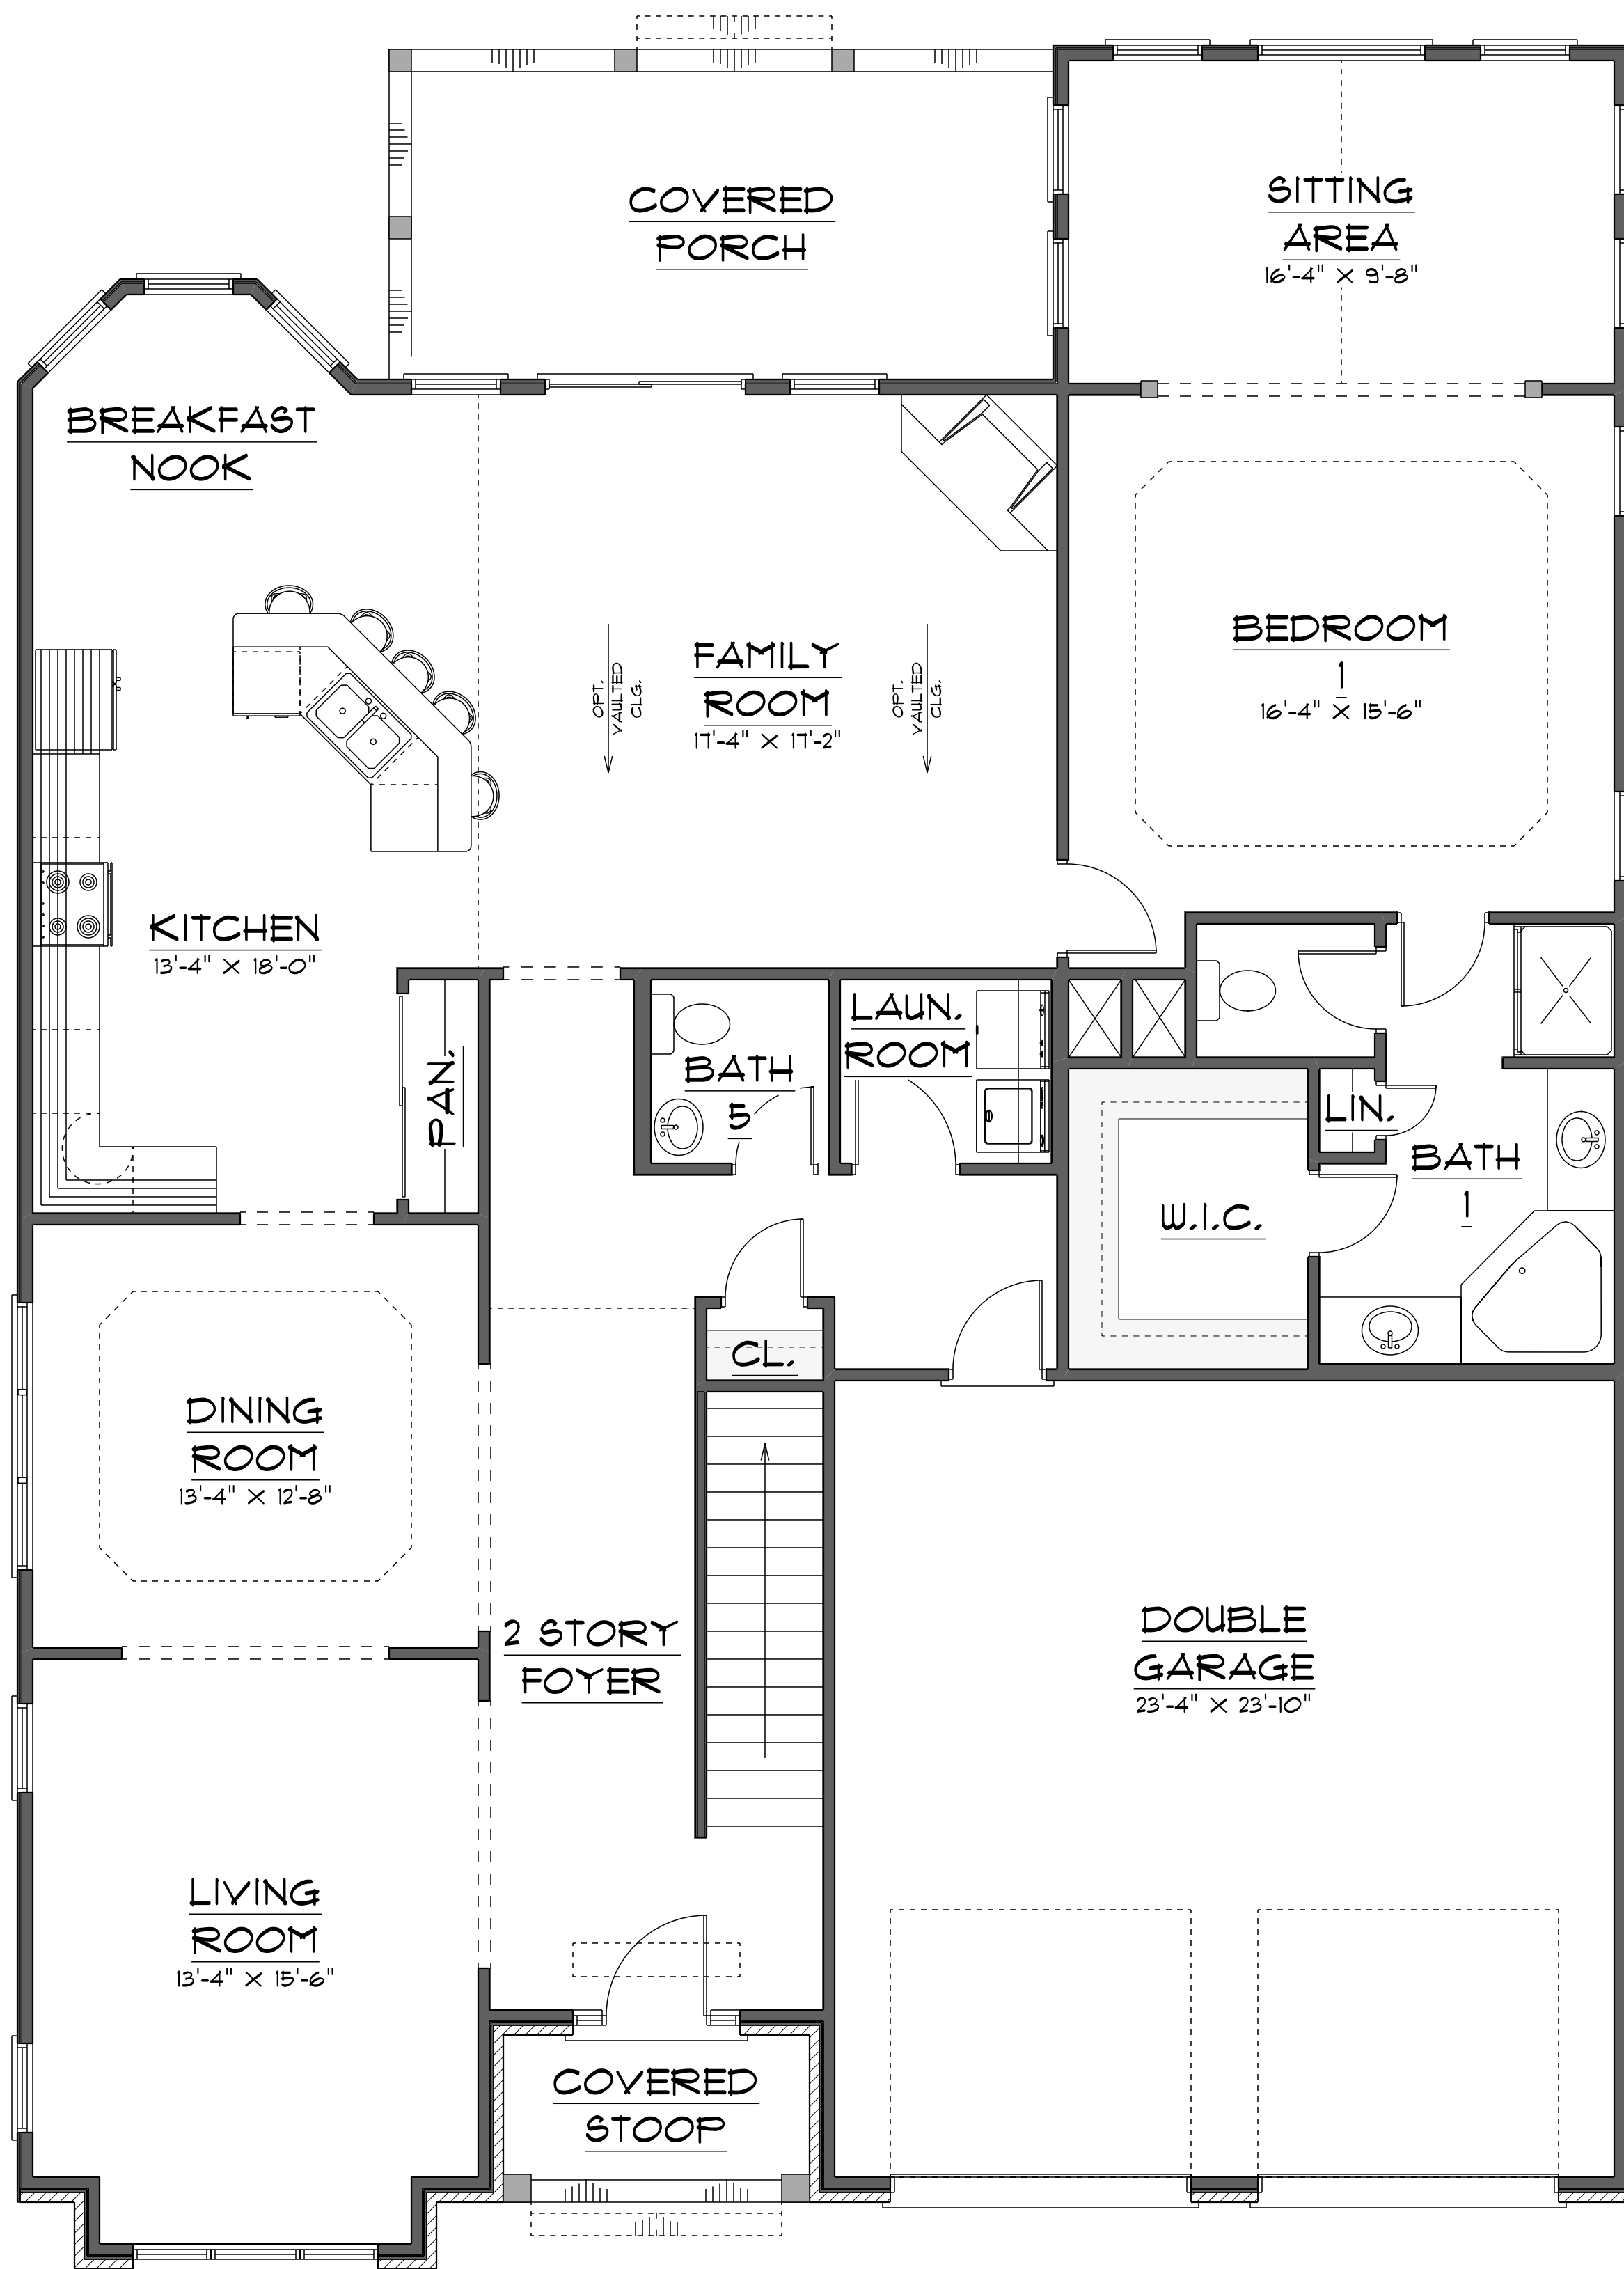 COVERED
PORCH
SITTING
AREA
16'-4" X 9'-8"
BREAKFAST
NOOK
FAMILY
ROOM
17'-4" X 17'-2"
OPT.
VAULTED
CLG.
OPT.
VAULTED
CLG.
BEDROOM
1
16'-4" X 15'-6"
KITCHEN
13'-4" X 18'-0"
PAN.
BATH
5
LAUN.
ROOM
LIN.
BATH
1
W.I.C.
CL.
DINING
ROOM
13'-4" X 12'-8"
2 STORY
FOYER
DOUBLE
GARAGE
23'-4" X 23'-10"
LIVING
ROOM
13'-4" X 15'-6"
COVERED
STOOP